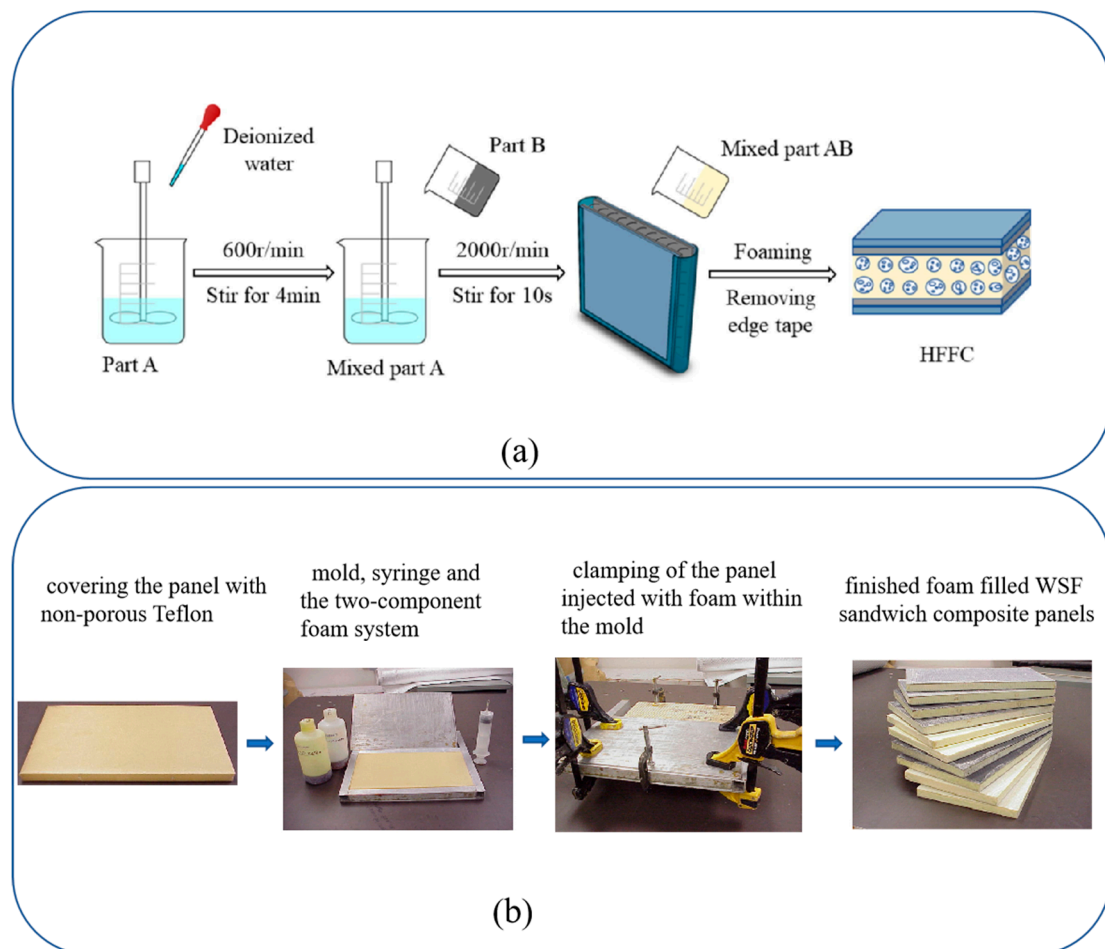 Deionized
water
Part B
Mixed part AB
600r/min
2000r/min
Foaming
Stir for 4min
Stir for 10s
Removing
edge tape
Part A
Mixed part A
HFFC
(a)
covering the panel with
non-porous Teflon
mold, syringe and
the two-component
foam system
clamping of the panel
injected with foam within
the mold
finished foam filled WSF
sandwich composite panels
(b)